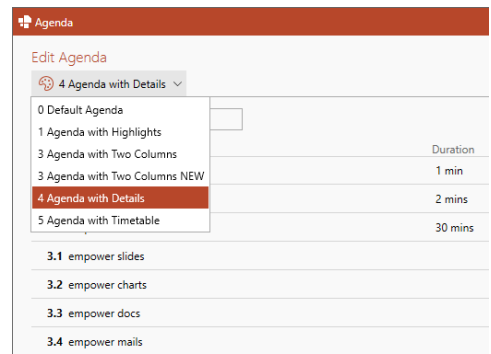 Agenda
Edit Agenda
4 Agenda with Details
0 Default Agenda
1 Agenda with Highlights
3 Agenda with Two Columns
3 Agenda with Two Columns NEW
4 Agenda with Details
5 Agenda with Timetable
Duration
1 min
2 mins
30 mins
3.1 empower slides
3.2 empower charts
3.3 empower docs
3.4 empower mails